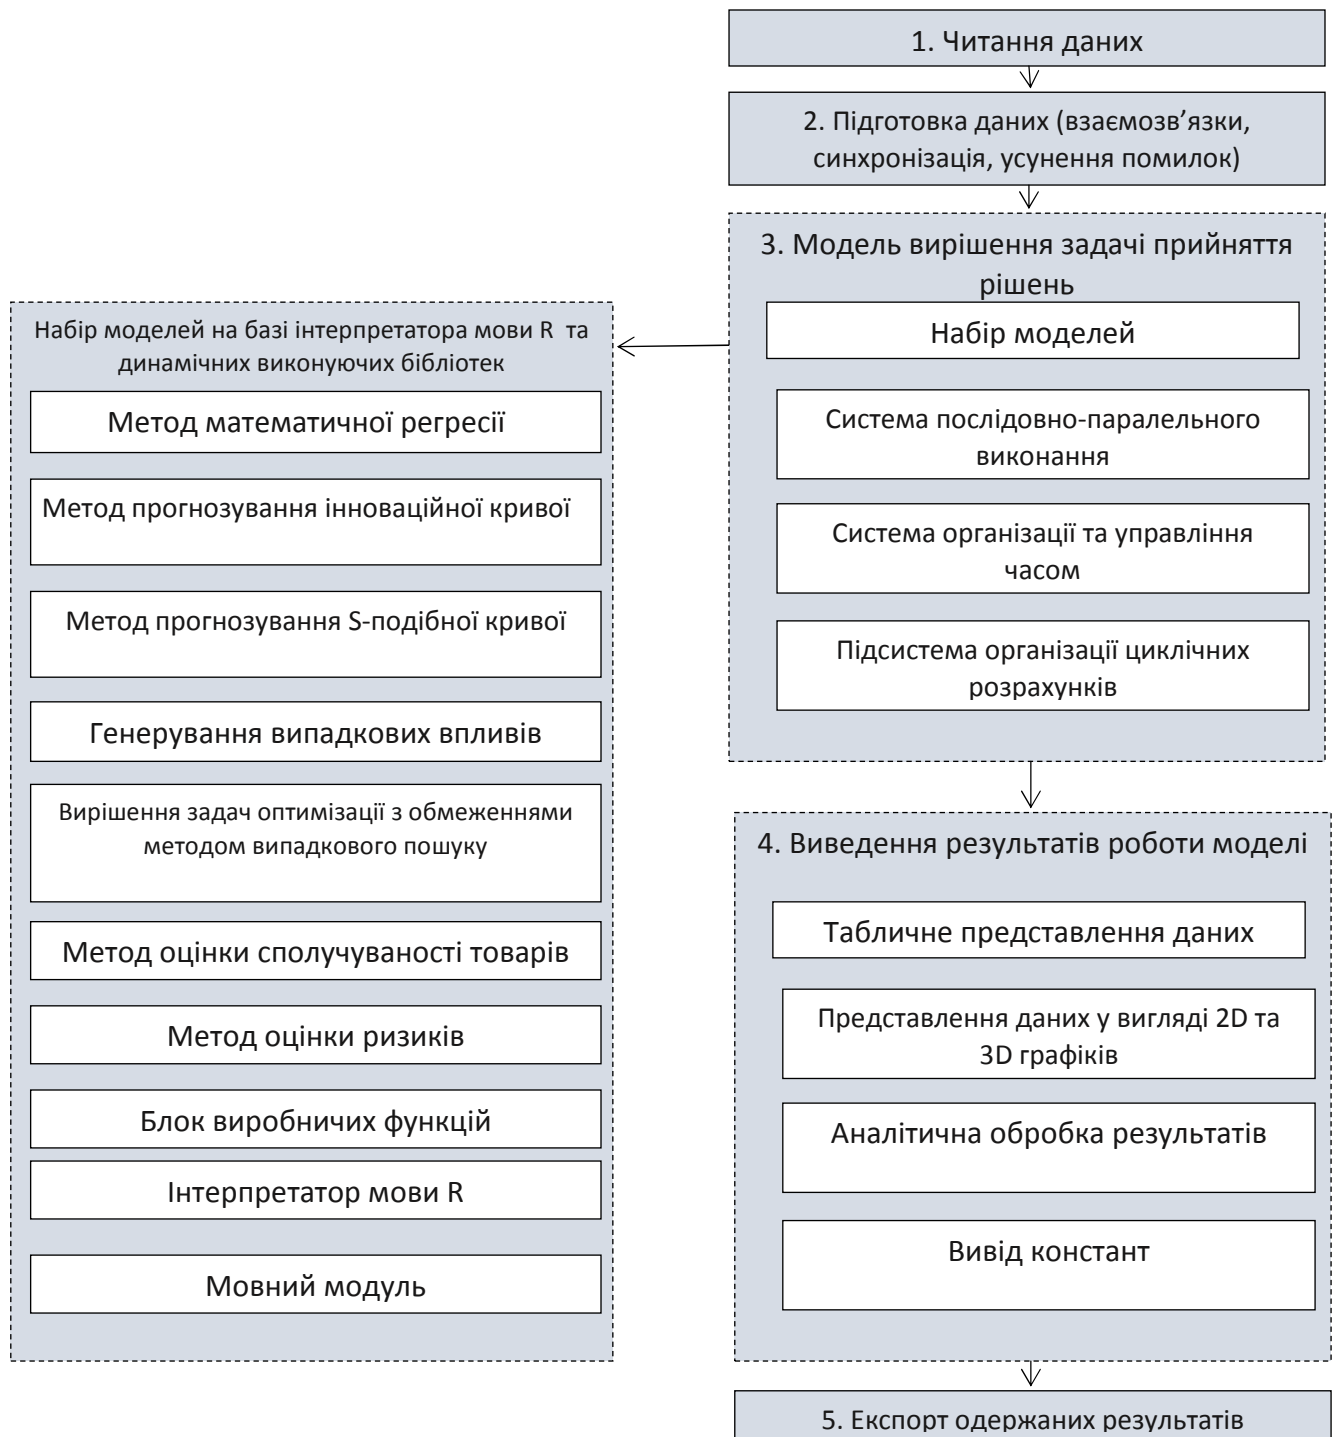 1. Читання даних
2. Підготовка даних (взаємозв’язки,
синхронізація, усунення помилок)
3. Модель вирішення задачі прийняття
рішень
Набір моделей
Система послідовно-паралельного
виконання
Система організації та управління
часом
Підсистема організації циклічних
розрахунків
Набір моделей на базі інтерпретатора мови R та
динамічних виконуючих бібліотек
Метод математичної регресії
Метод прогнозування інноваційної кривої
Метод прогнозування S-подібної кривої
Генерування випадкових впливів
Вирішення задач оптимізації з обмеженнями
методом випадкового пошуку
Метод оцінки сполучуваності товарів
Метод оцінки ризиків
Блок виробничих функцій
Інтерпретатор мови R
Мовний модуль
4. Виведення результатів роботи моделі
Табличне представлення даних
Представлення даних у вигляді 2D та
3D графіків
Аналітична обробка результатів
Вивід констант
5. Експорт одержаних результатів